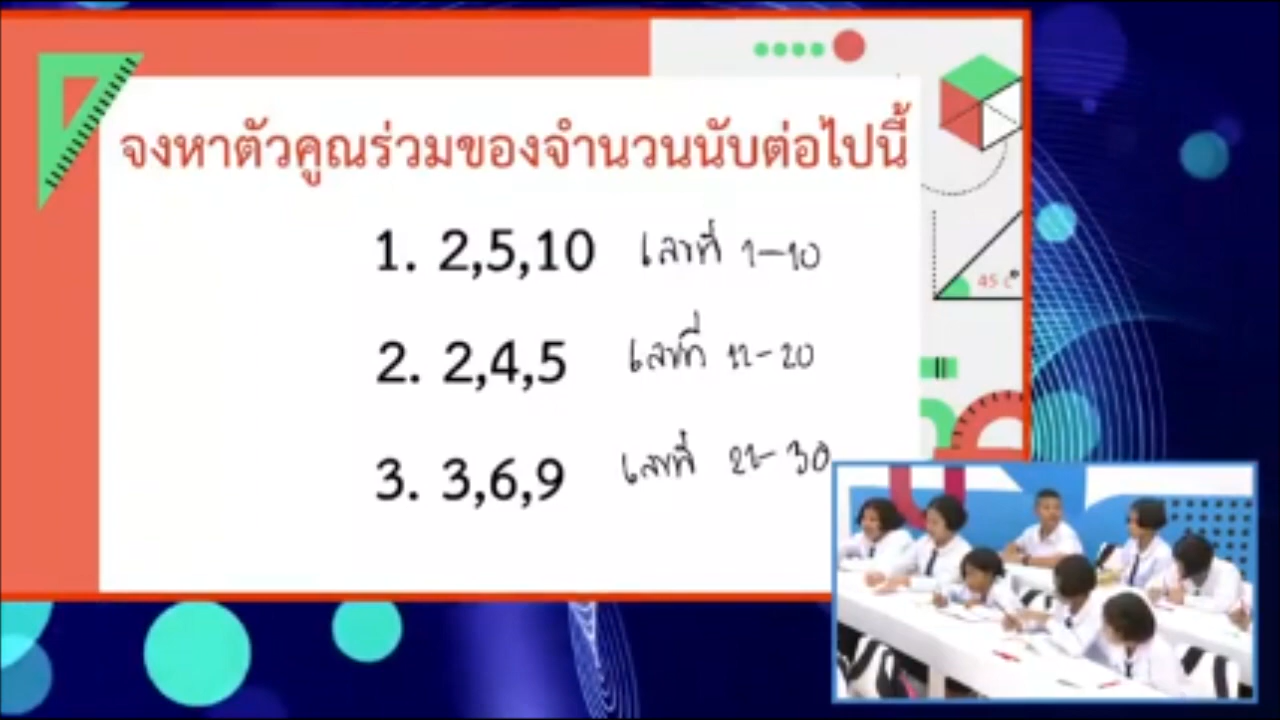 จงหาตัวคูณร่วมของจำนวนนับต่อไปนี้
1. 2,5,10 เลขที่ 1-10
2. 2,4,5 เลขที่ 11-20
3. 3,6,9 เลขที่ 21-30
45